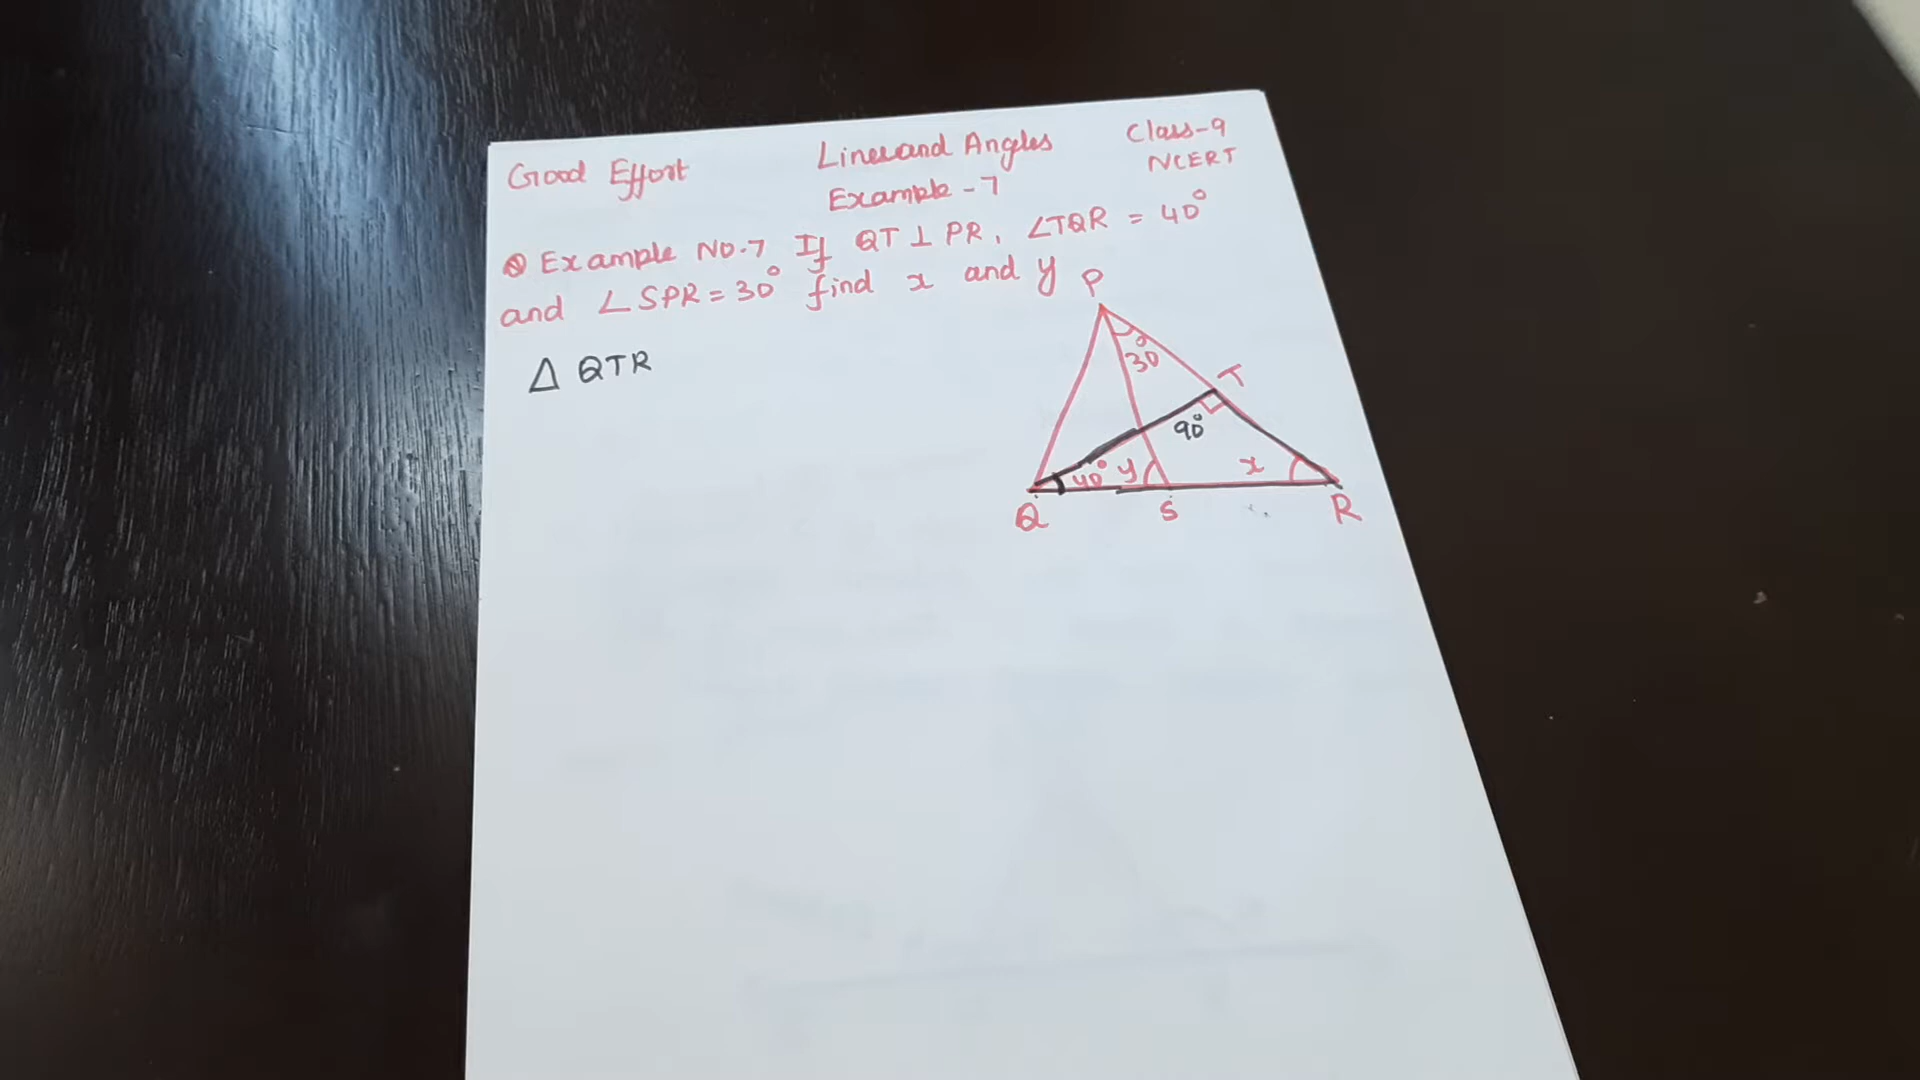 Good Effort
Lines and Angles
Class-9
NCERT
Example-7
Example NO.7 If QT ⊥ PR, ∠TQR = 40°
and ∠SPR = 30° find x and y
△ QTR
P
30°
T
90°
40°
y
x
Q
S
R